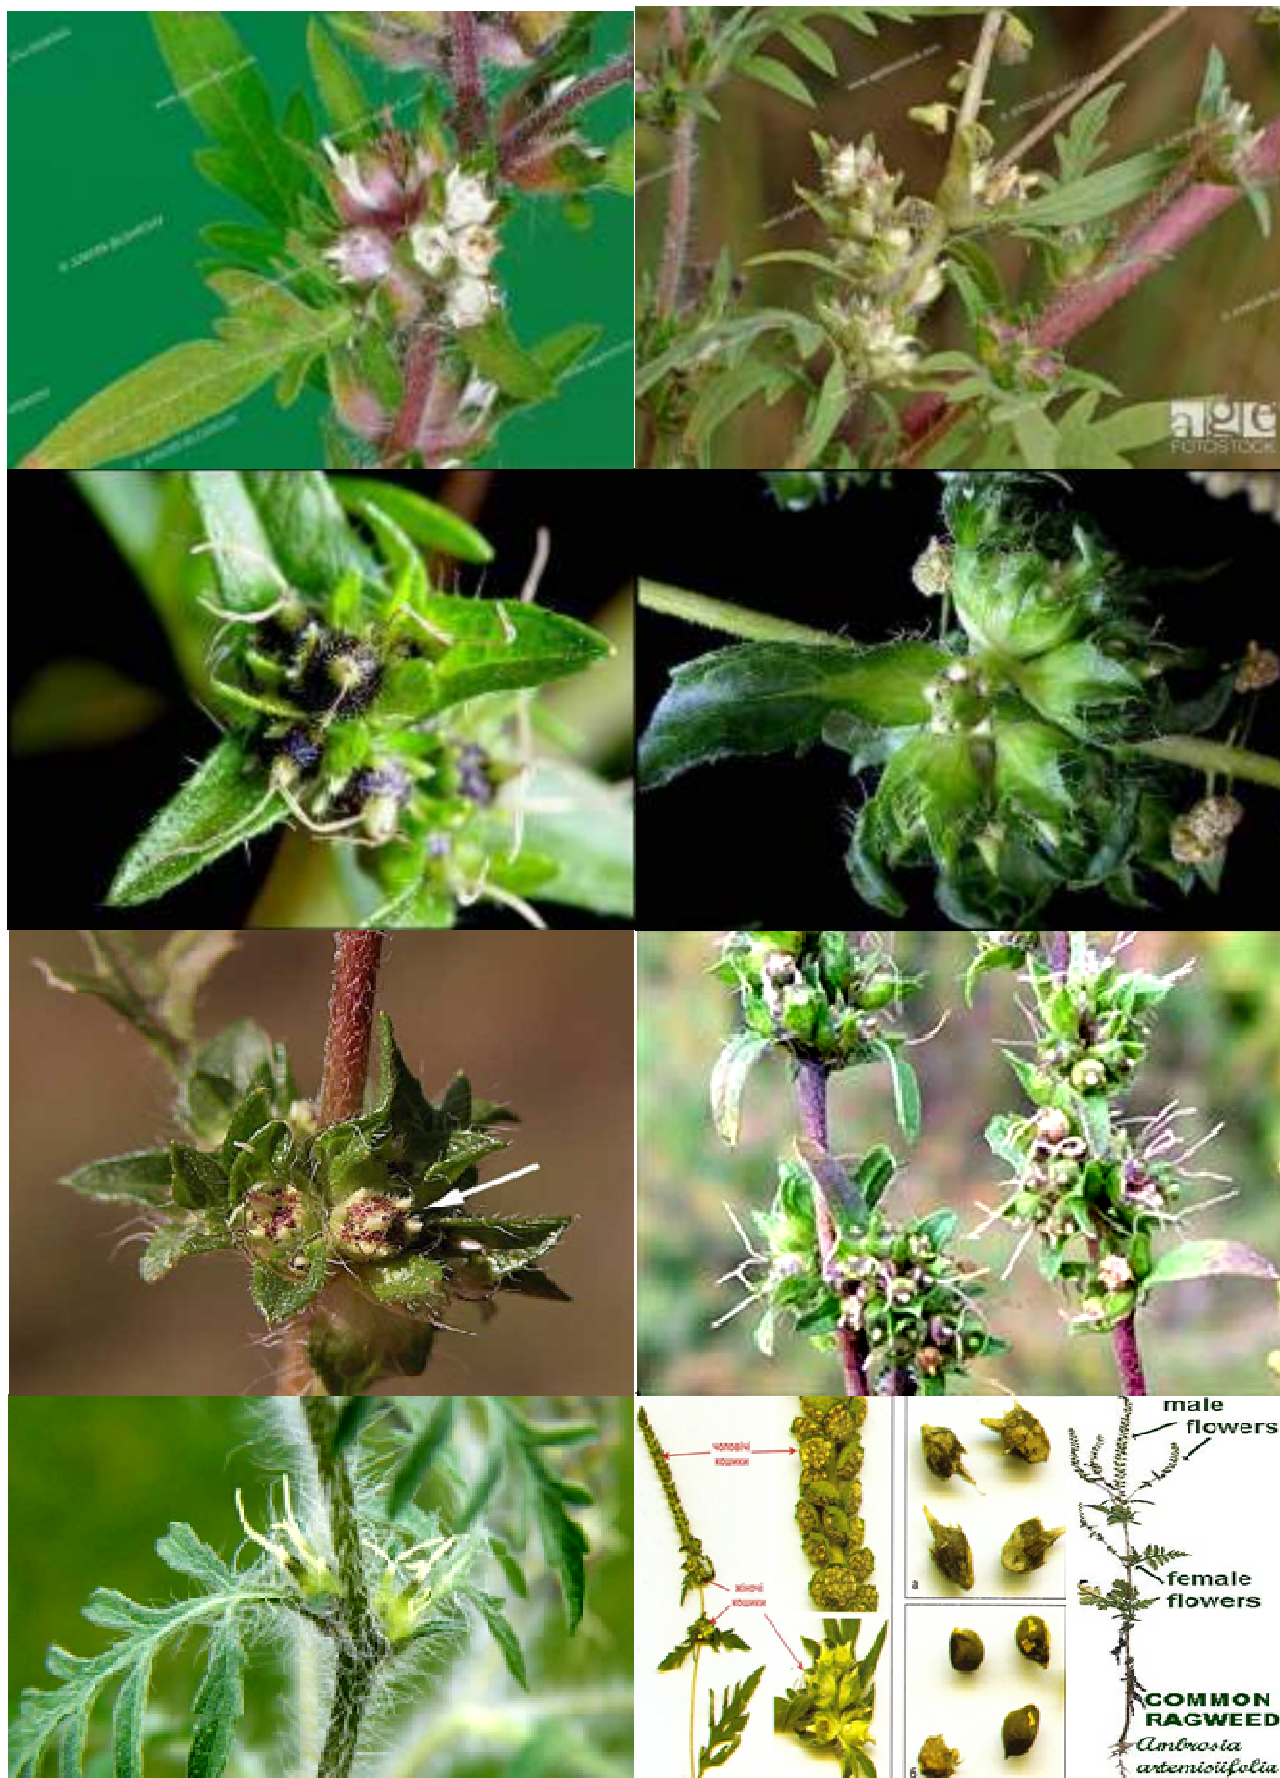 age
FOTOSTOCK
чоловічі
кошики
жіночі
кошики
а
б
male
flowers
female
flowers
COMMON
RAGWEED
Ambrosia
artemisiifolia